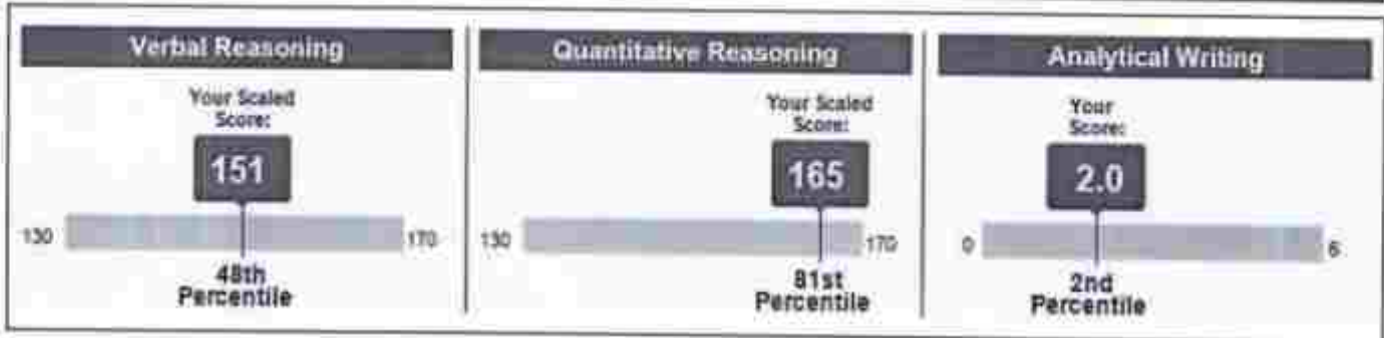 Verbal Reasoning
Your Scaled
Score:
151
130
170
48th
Percentile
Quantitative Reasoning
Your Scaled
Score:
165
130
170
81st
Percentile
Analytical Writing
Your
Score:
2.0
0
6
2nd
Percentile